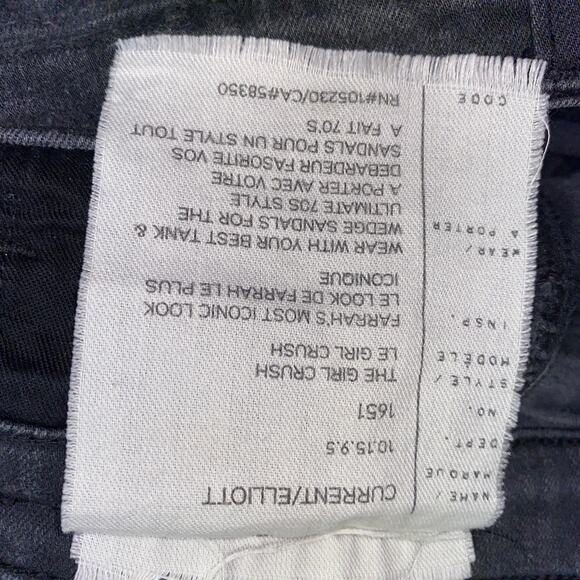 NAME/ MARQUE CURRENT/ELLIOTT
DEPT. 10.15.9.5
NO. 1651
STYLE/ THE GIRL CRUSH
MODÈLE LE GIRL CRUSH
INSP. FARRAH'S MOST ICONIC LOOK
LE LOOK DE FARRAH LE PLUS
ICONIQUE
WEAR/ WEAR WITH YOUR BEST TANK &
À PORTER WEDGE SANDALS FOR THE
ULTIMATE 70S STYLE
A PORTER AVEC VOTRE
DEBARDEUR FASORITE VOS
SANDALS POUR UN STYLE TOUT
A FAIT 70'S
CODE RN#105230/CA#58350